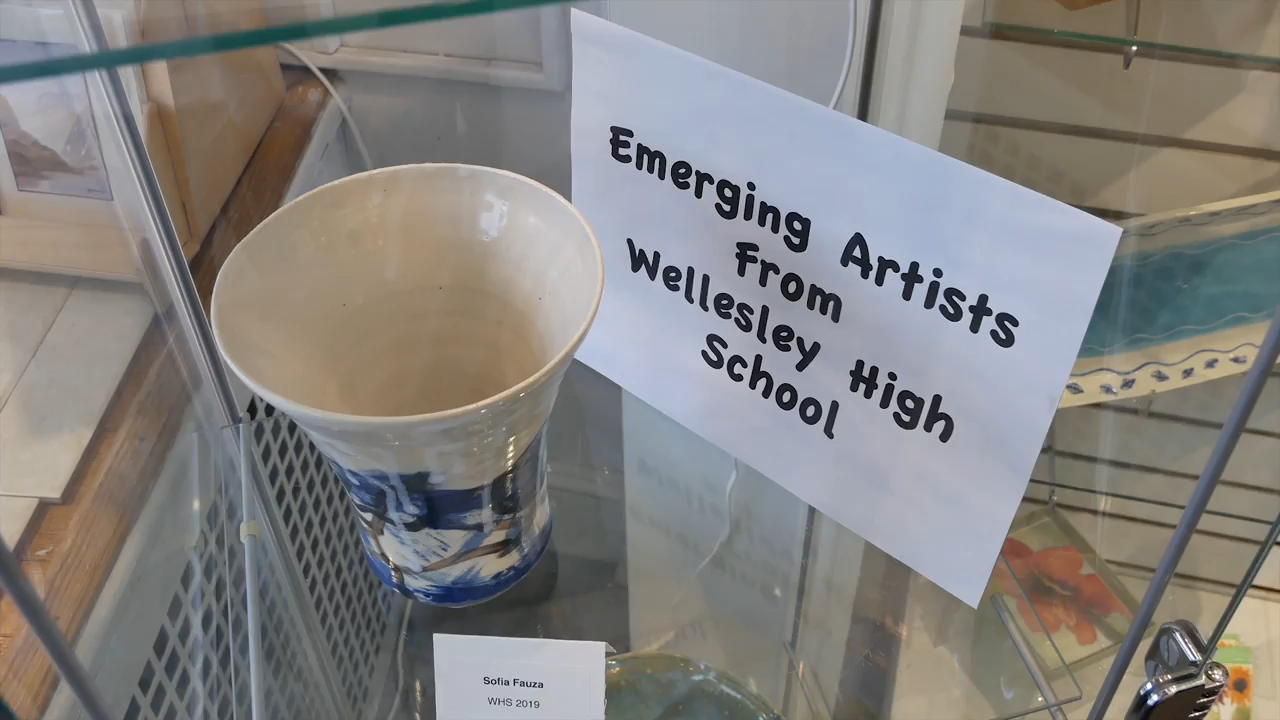 Emerging Artists
From
Wellesley High
School
Sofia Fauza
WHS 2019